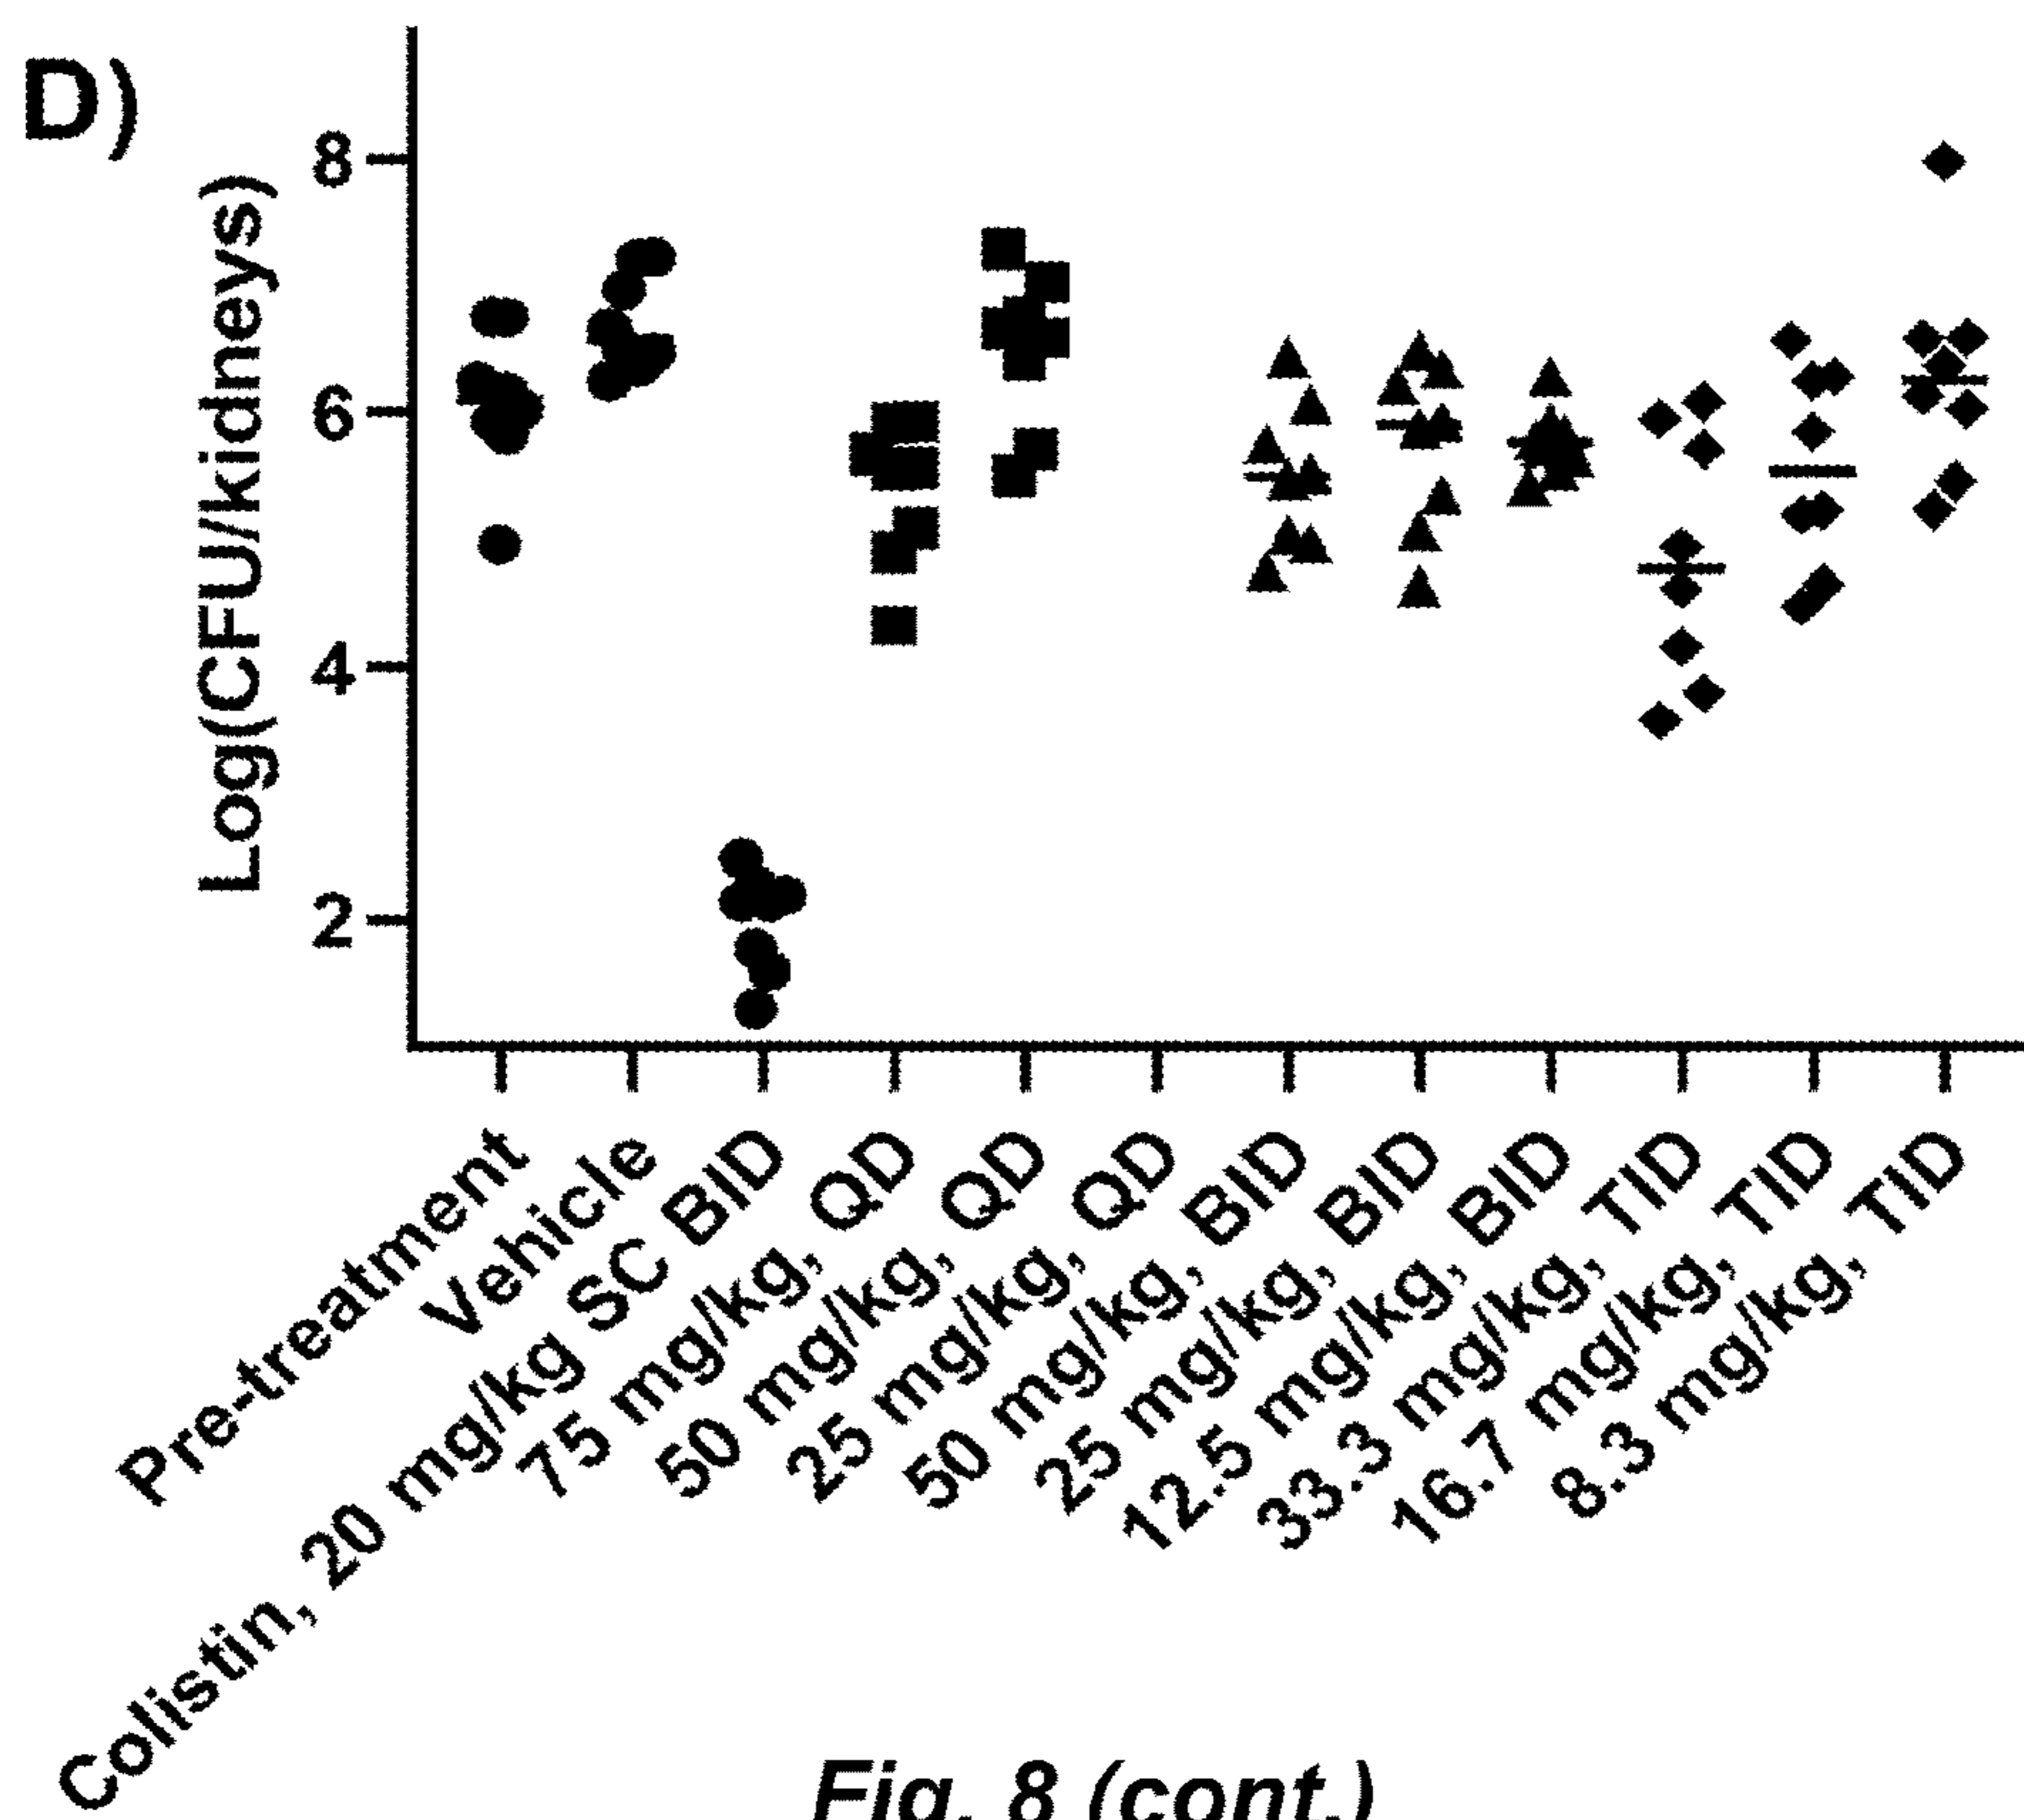 D)
Log(CFU/kidneys)
8
6
4
2
Pre-treatment
Vehicle
Colistin, 20 mg/kg SC BID
75 mg/kg, QD
50 mg/kg, QD
25 mg/kg, QD
50 mg/kg, BID
25 mg/kg, BID
12.5 mg/kg, BID
33.3 mg/kg, TID
16.7 mg/kg, TID
8.3 mg/kg, TID
Fig. 8 (cont.)